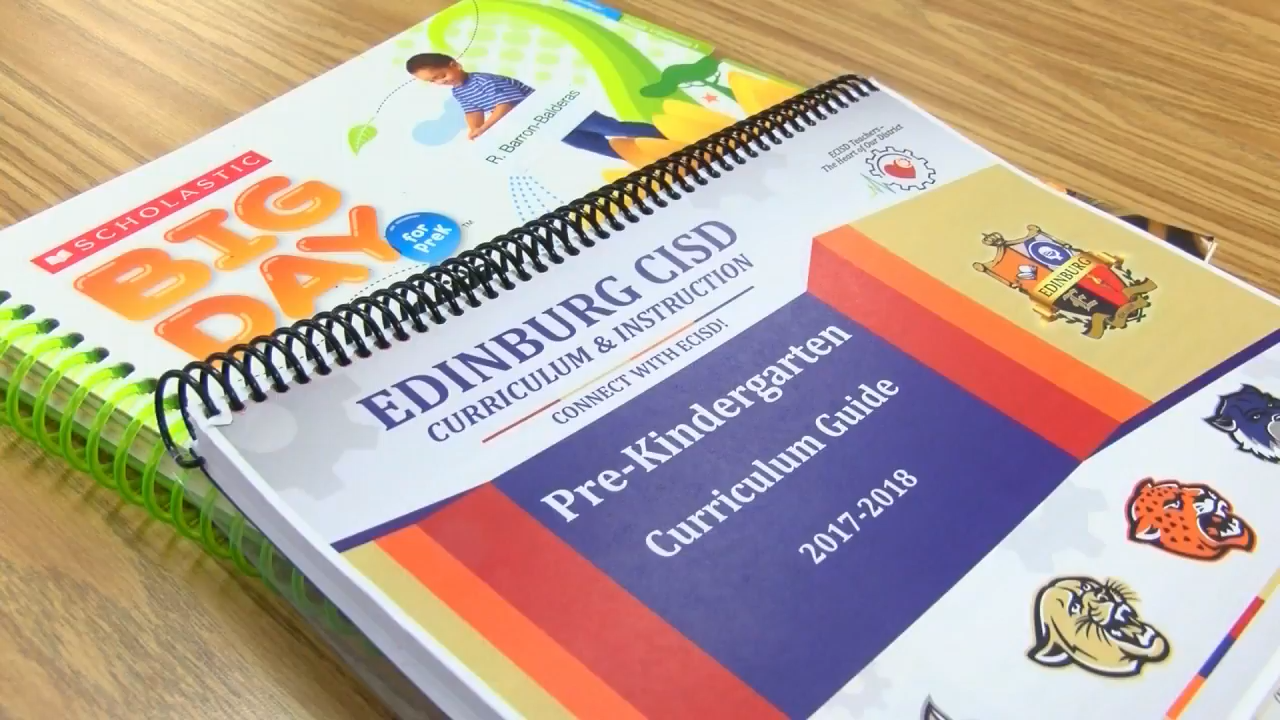 SCHOLASTIC
BIG
DAY
for
PreK
TM
R. Barron-Balderas
ECISD Teachers–
The Heart of Our District
EDINBURG CISD
CURRICULUM & INSTRUCTION
CONNECT WITH ECISD!
EDINBURG
Pre-Kindergarten
Curriculum Guide
2017-2018